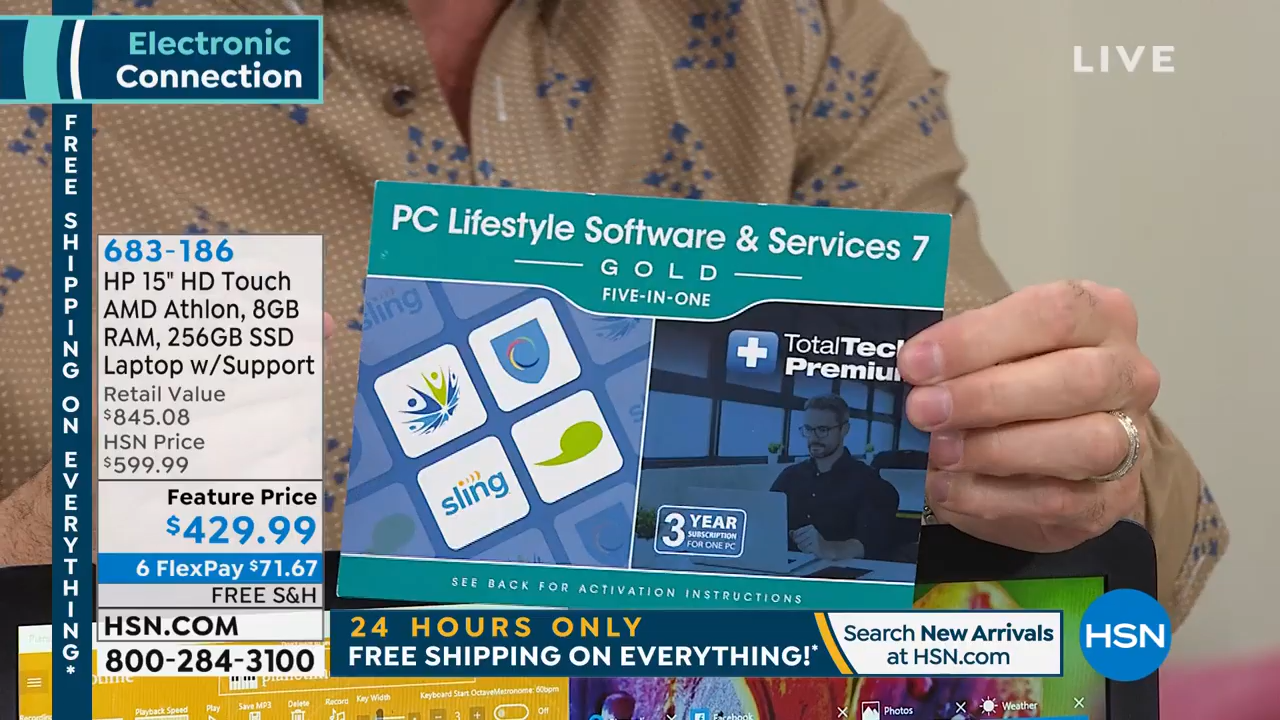 Electronic
Connection
LIVE
FREE SHIPPING ON EVERYTHING!*
683-186
HP 15" HD Touch
AMD Athlon, 8GB
RAM, 256GB SSD
Laptop w/Support
Retail Value
$845.08
HSN Price
$599.99
Feature Price
$429.99
6 FlexPay $71.67
FREE S&H
HSN.COM
800-284-3100
PC Lifestyle Software & Services 7
GOLD
FIVE-IN-ONE
sling
TotalTech
Premium
sling
3 YEAR
SUBSCRIPTION
FOR ONE PC
SEE BACK FOR ACTIVATION INSTRUCTIONS
24 HOURS ONLY
FREE SHIPPING ON EVERYTHING!*
Search New Arrivals
at HSN.com
HSN
Key Width
Keyboard Start Octave
Metronome: 60bpm
Playback Speed
Play
Save MP3
Delete
Record
3
Off
Facebook
Photos
Weather